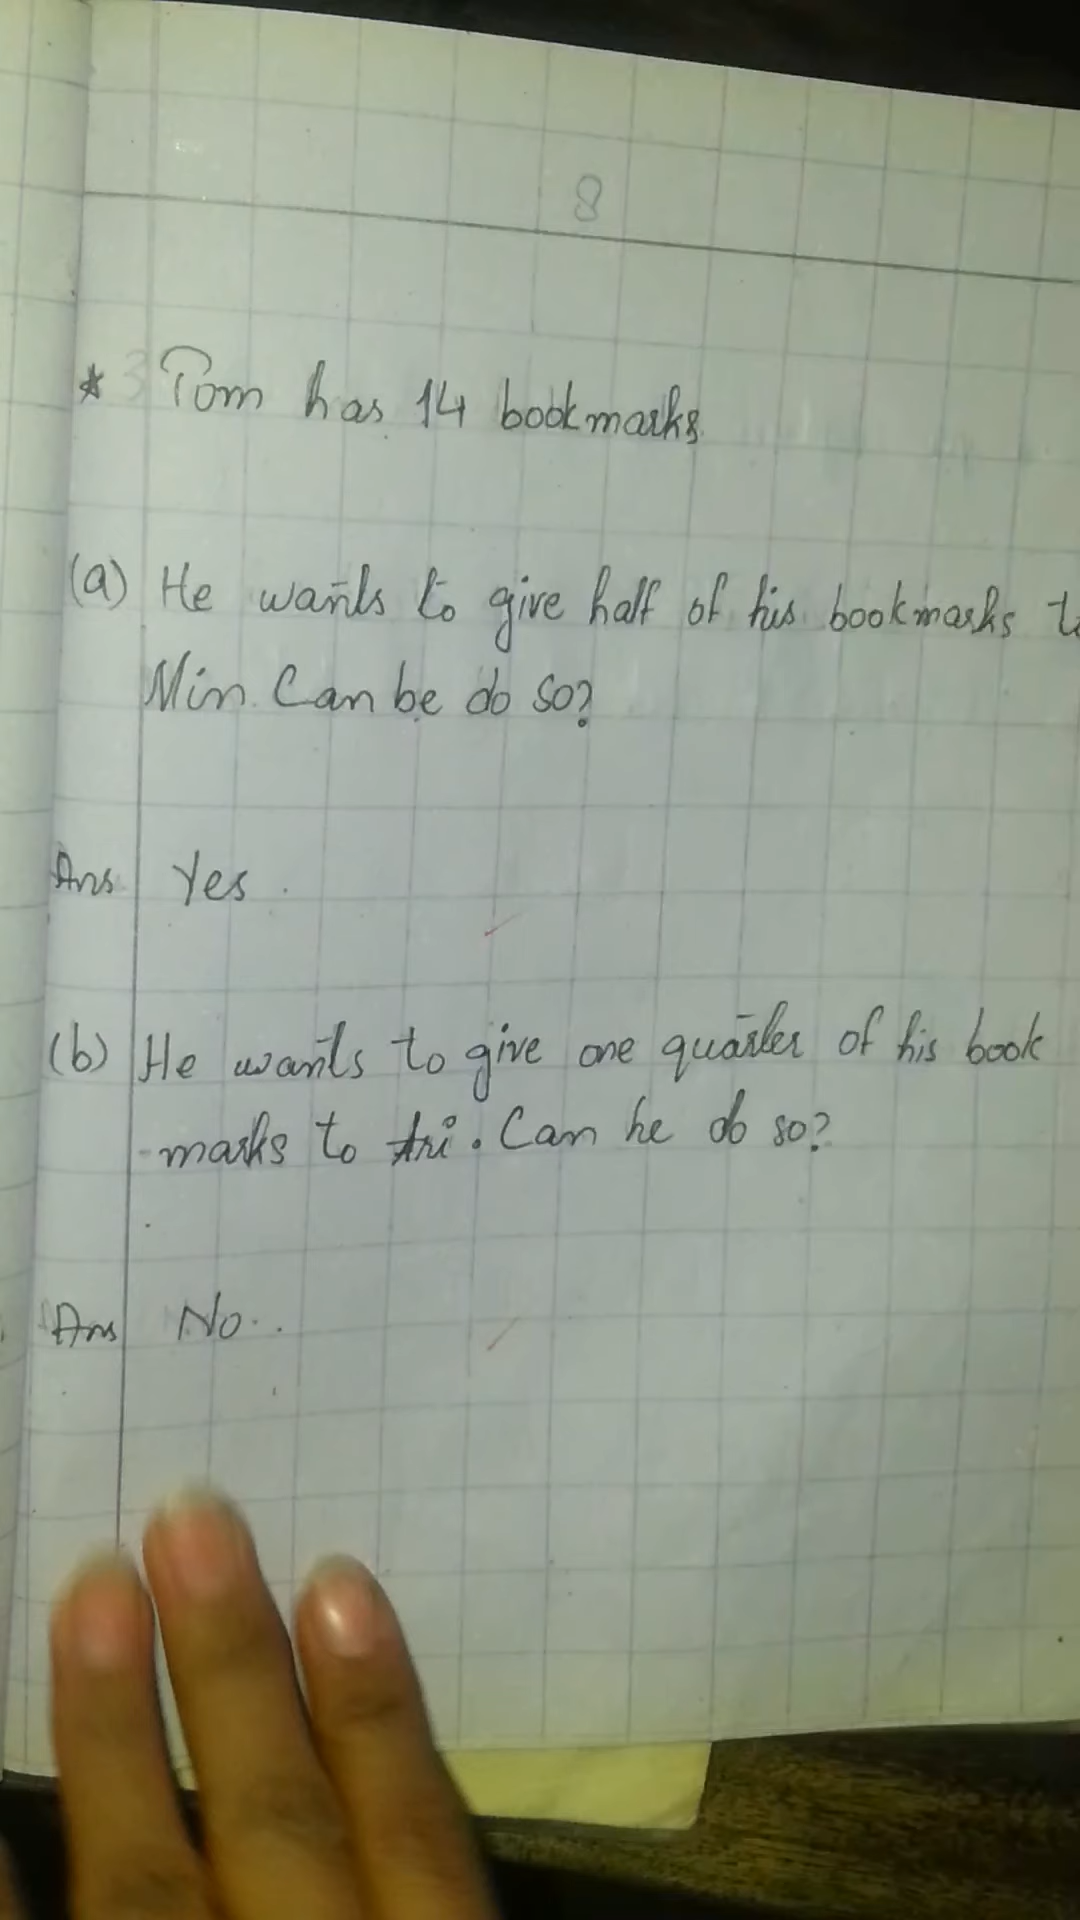 8
* Tom has 14 bookmarks.
(a) He wants to give half of his bookmarks to
Min. Can be do so?
Ans Yes.
(b) He wants to give one quarter of his book
-marks to Ari. Can he do so?
Ans No.